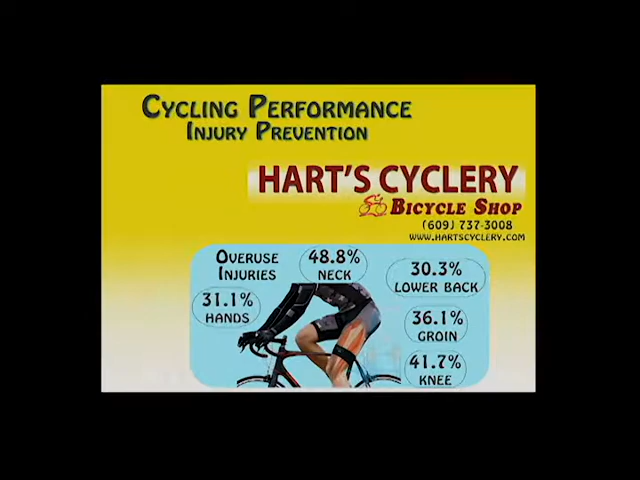 Cycling Performance
Injury Prevention
HART'S CYCLERY
Bicycle Shop
(609) 737-3008
www.hartscyclery.com
Overuse
Injuries
48.8%
Neck
30.3%
Lower Back
31.1%
Hands
36.1%
Groin
41.7%
Knee